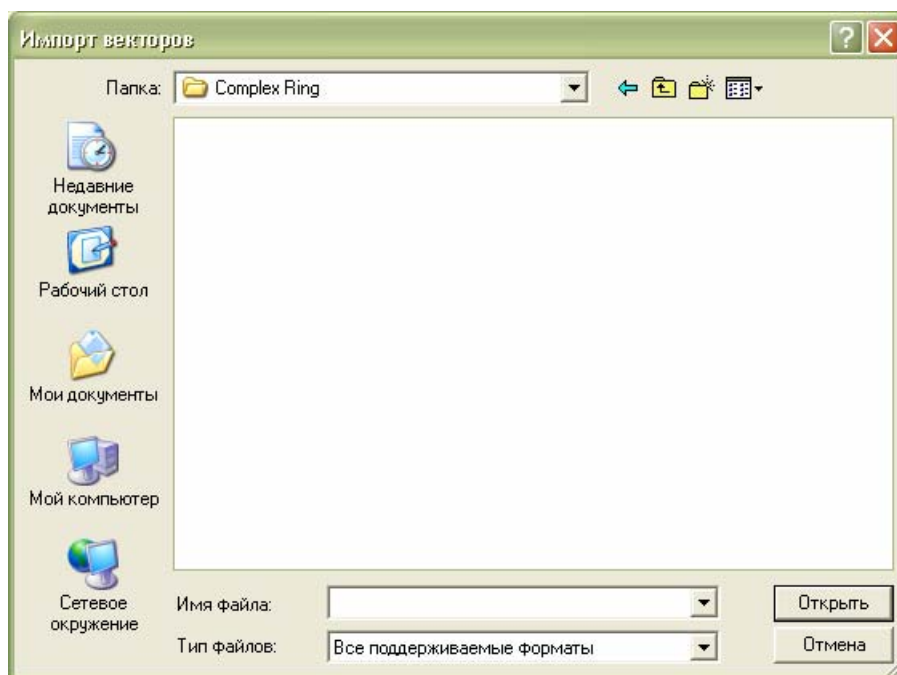 Импорт векторов
Папка: Complex Ring
Недавние
документы
Рабочий стол
Мои документы
Мой компьютер
Сетевое
окружение
Имя файла:
Открыть
Тип файлов: Все поддерживаемые форматы
Отмена